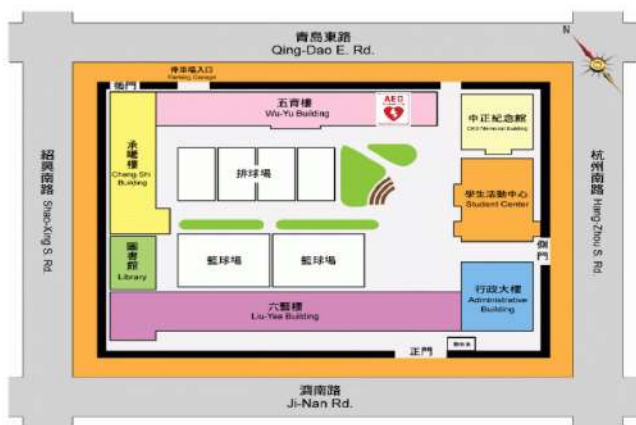 青島東路
Qing-Dao E. Rd.
N
停車場入口
Parking Garage
後門
五育樓
Wu-Yu Building
AED
中正紀念館
CKS Memorial Building
承曦樓
Cheng-Shi
Building
排球場
學生活動中心
Student Center
紹興南路
Shao-Xing S. Rd.
杭州南路
Hang-Zhou S. Rd.
側門
圖書館
Library
籃球場
籃球場
行政大樓
Administrative
Building
六藝樓
Liu-Yee Building
正門
濟南路
Ji-Nan Rd.